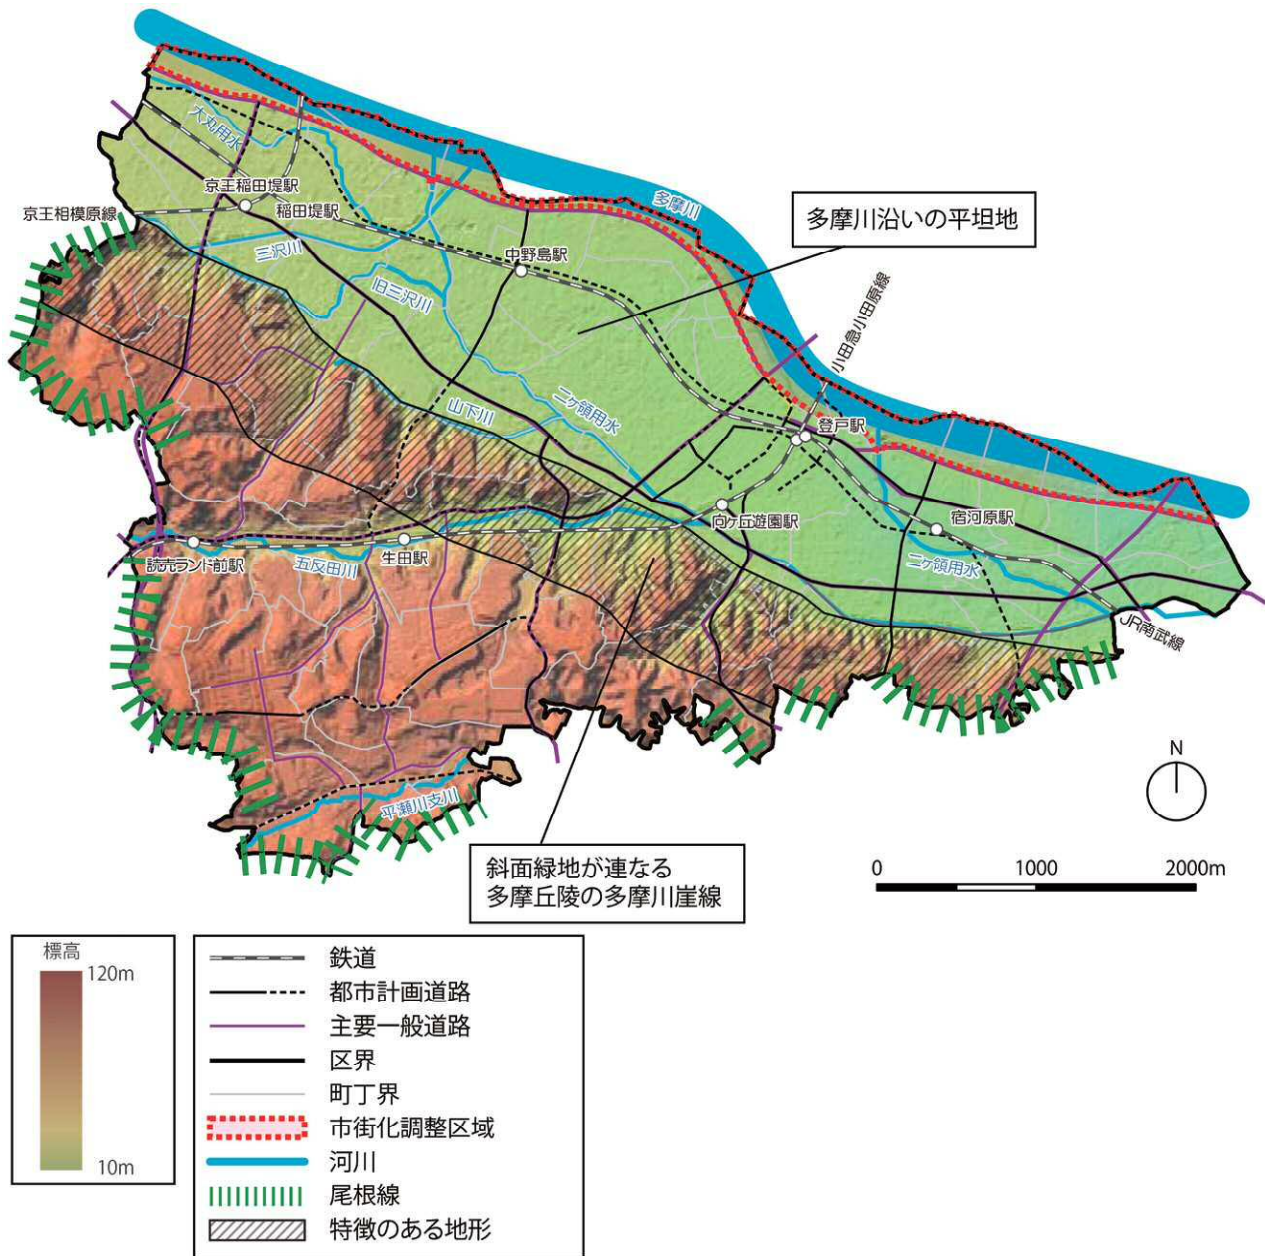 大丸用水
京王稲田堤駅
稲田堤駅
京王相模原線
三沢川
旧三沢川
中野島駅
多摩川
多摩川沿いの平坦地
小田急小田原線
山下川
二ヶ領用水
登戸駅
向ヶ丘遊園駅
宿河原駅
二ケ領用水
JR南武線
読売ランド前駅
五反田川
生田駅
平瀬川支川
斜面緑地が連なる
多摩丘陵の多摩川崖線
N
0 1000 2000m
標高
120m
10m
鉄道
都市計画道路
主要一般道路
区界
町丁界
市街化調整区域
河川
尾根線
特徴のある地形